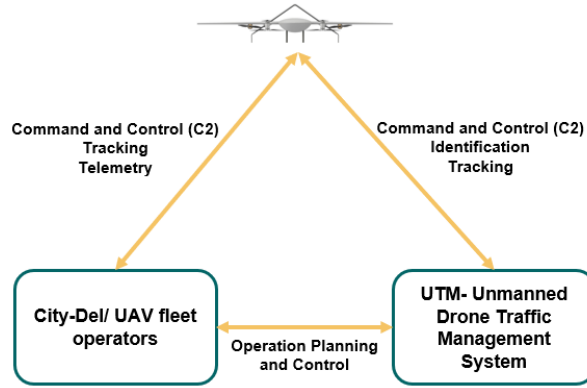 Command and Control (C2)
Tracking
Telemetry
Command and Control (C2)
Identification
Tracking
City-Del/ UAV fleet
operators
Operation Planning
and Control
UTM- Unmanned
Drone Traffic
Management
System